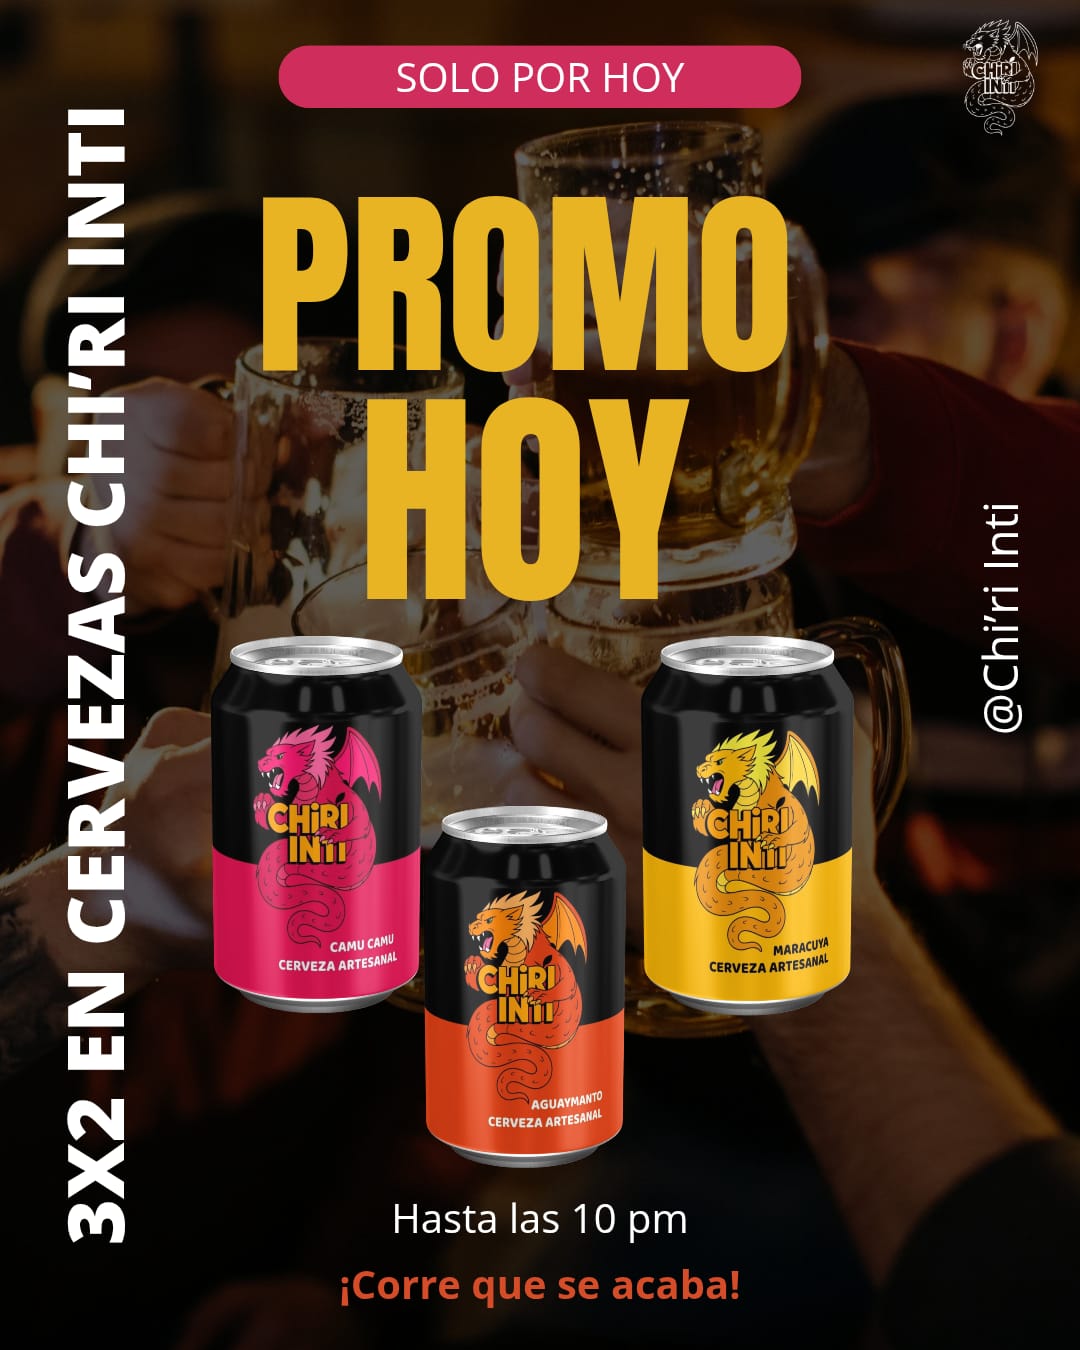 SOLO POR HOY
CHIRI
INTI
PROMO
HOY
3X2 EN CERVEZAS CHI'RI INTI
@Chi'ri Inti
CHiRI
INTI
CAMU CAMU
CERVEZA ARTESANAL
CHiRI
INTI
MARACUYA
CERVEZA ARTESANAL
CHiRI
INTI
AGUAYMANTO
CERVEZA ARTESANAL
Hasta las 10 pm
¡Corre que se acaba!